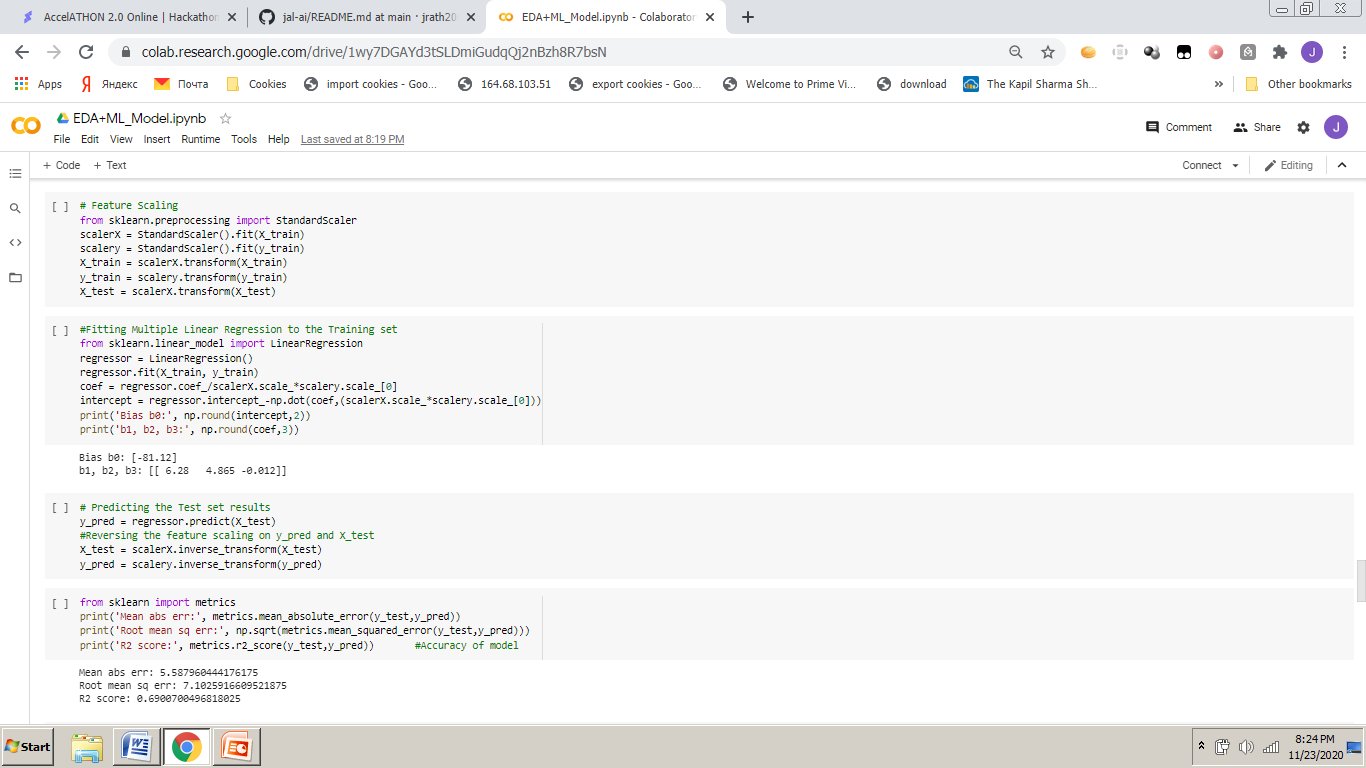 AccelATHON 2.0 Online | Hackathon
jal-ai/README.md at main · jrath20
EDA+ML_Model.ipynb - Colaborator
colab.research.google.com/drive/1wy7DGAYd3tSLDmiGudqQj2nBzh8R7bsN
J
Apps
Яндекс
Почта
Cookies
import cookies - Goo...
164.68.103.51
export cookies - Goo...
Welcome to Prime Vi...
download
The Kapil Sharma Sh...
»
Other bookmarks
EDA+ML_Model.ipynb
File Edit View Insert Runtime Tools Help Last saved at 8:19 PM
Comment
Share
J
+ Code + Text
Connect
Editing
[ ] # Feature Scaling
from sklearn.preprocessing import StandardScaler
scalerX = StandardScaler().fit(X_train)
scalery = StandardScaler().fit(y_train)
X_train = scalerX.transform(X_train)
y_train = scalery.transform(y_train)
X_test = scalerX.transform(X_test)
[ ] #Fitting Multiple Linear Regression to the Training set
from sklearn.linear_model import LinearRegression
regressor = LinearRegression()
regressor.fit(X_train, y_train)
coef = regressor.coef_/scalerX.scale_*scalery.scale_[0]
intercept = regressor.intercept_-np.dot(coef,(scalerX.scale_*scalery.scale_[0]))
print('Bias b0:', np.round(intercept,2))
print('b1, b2, b3:', np.round(coef,3))
Bias b0: [-81.12]
b1, b2, b3: [[ 6.28 4.865 -0.012]]
[ ] # Predicting the Test set results
y_pred = regressor.predict(X_test)
#Reversing the feature scaling on y_pred and X_test
X_test = scalerX.inverse_transform(X_test)
y_pred = scalery.inverse_transform(y_pred)
[ ] from sklearn import metrics
print('Mean abs err:', metrics.mean_absolute_error(y_test,y_pred))
print('Root mean sq err:', np.sqrt(metrics.mean_squared_error(y_test,y_pred)))
print('R2 score:', metrics.r2_score(y_test,y_pred)) #Accuracy of model
Mean abs err: 5.587960444176175
Root mean sq err: 7.1025916609521875
R2 score: 0.6900700496818025
Start
8:24 PM
11/23/2020